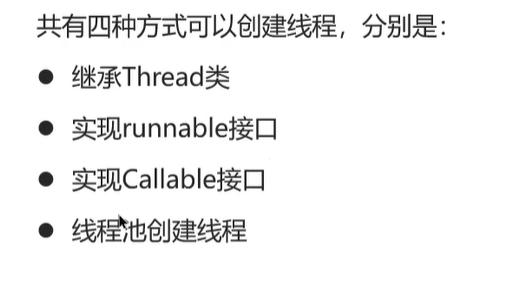 共有四种方式可以创建线程，分别是：
● 继承Thread类
● 实现runnable接口
● 实现Callable接口
● 线程池创建线程